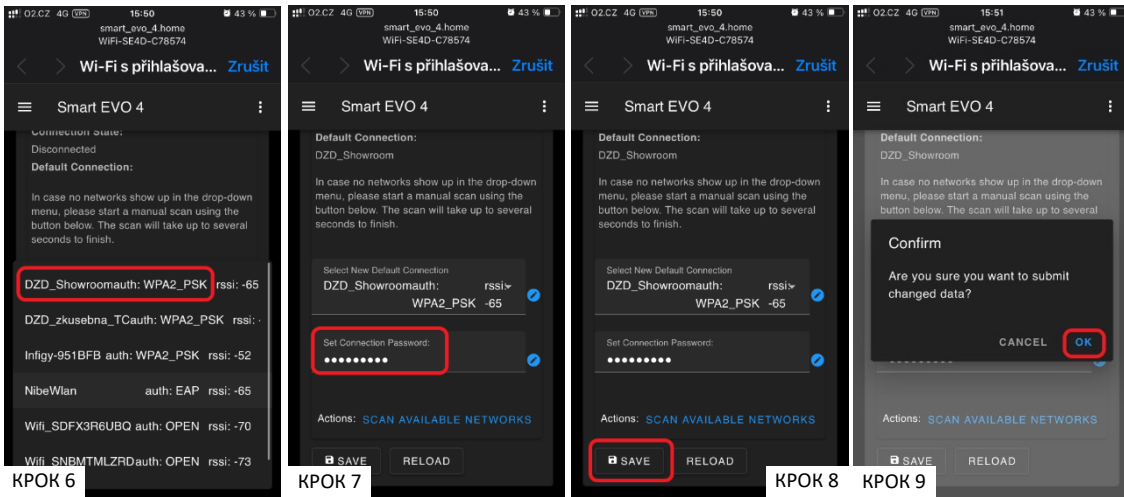 O2.CZ 4G VPN 15:50 43 %
smart_evo_4.home
WiFi-SE4D-C78574
Wi-Fi s přihlašova... Zrušit
Smart EVO 4
Connection State:
Disconnected
Default Connection:
In case no networks show up in the drop-down
menu, please start a manual scan using the
button below. The scan will take up to several
seconds to finish.
DZD_Showroomauth: WPA2_PSK rssi: -65
DZD_zkusebna_TCauth: WPA2_PSK rssi: -
Infigy-951BFB auth: WPA2_PSK rssi: -52
NibeWlan auth: EAP rssi: -65
Wifi_SDFX3R6UBQ auth: OPEN rssi: -70
Wifi_SNBMTMLZRDauth: OPEN rssi: -73
КРОК 6
O2.CZ 4G VPN 15:50 43 %
smart_evo_4.home
WiFi-SE4D-C78574
Wi-Fi s přihlašova... Zrušit
Smart EVO 4
Default Connection:
DZD_Showroom
In case no networks show up in the drop-down
menu, please start a manual scan using the
button below. The scan will take up to several
seconds to finish.
Select New Default Connection
DZD_Showroomauth: rssi:
WPA2_PSK -65
Set Connection Password:
•••••••••
Actions: SCAN AVAILABLE NETWORKS
SAVE RELOAD
КРОК 7
O2.CZ 4G VPN 15:50 43 %
smart_evo_4.home
WiFi-SE4D-C78574
Wi-Fi s přihlašova... Zrušit
Smart EVO 4
Default Connection:
DZD_Showroom
In case no networks show up in the drop-down
menu, please start a manual scan using the
button below. The scan will take up to several
seconds to finish.
Select New Default Connection
DZD_Showroomauth: rssi:
WPA2_PSK -65
Set Connection Password:
•••••••••
Actions: SCAN AVAILABLE NETWORKS
SAVE RELOAD
КРОК 8
O2.CZ 4G VPN 15:51 43 %
smart_evo_4.home
WiFi-SE4D-C78574
Wi-Fi s přihlašova... Zrušit
Smart EVO 4
Default Connection:
DZD_Showroom
In case no networks show up in the drop-down
menu, please start a manual scan using the
button below. The scan will take up to several
Confirm
Are you sure you want to submit
changed data?
CANCEL OK
Actions: SCAN AVAILABLE NETWORKS
SAVE RELOAD
КРОК 9